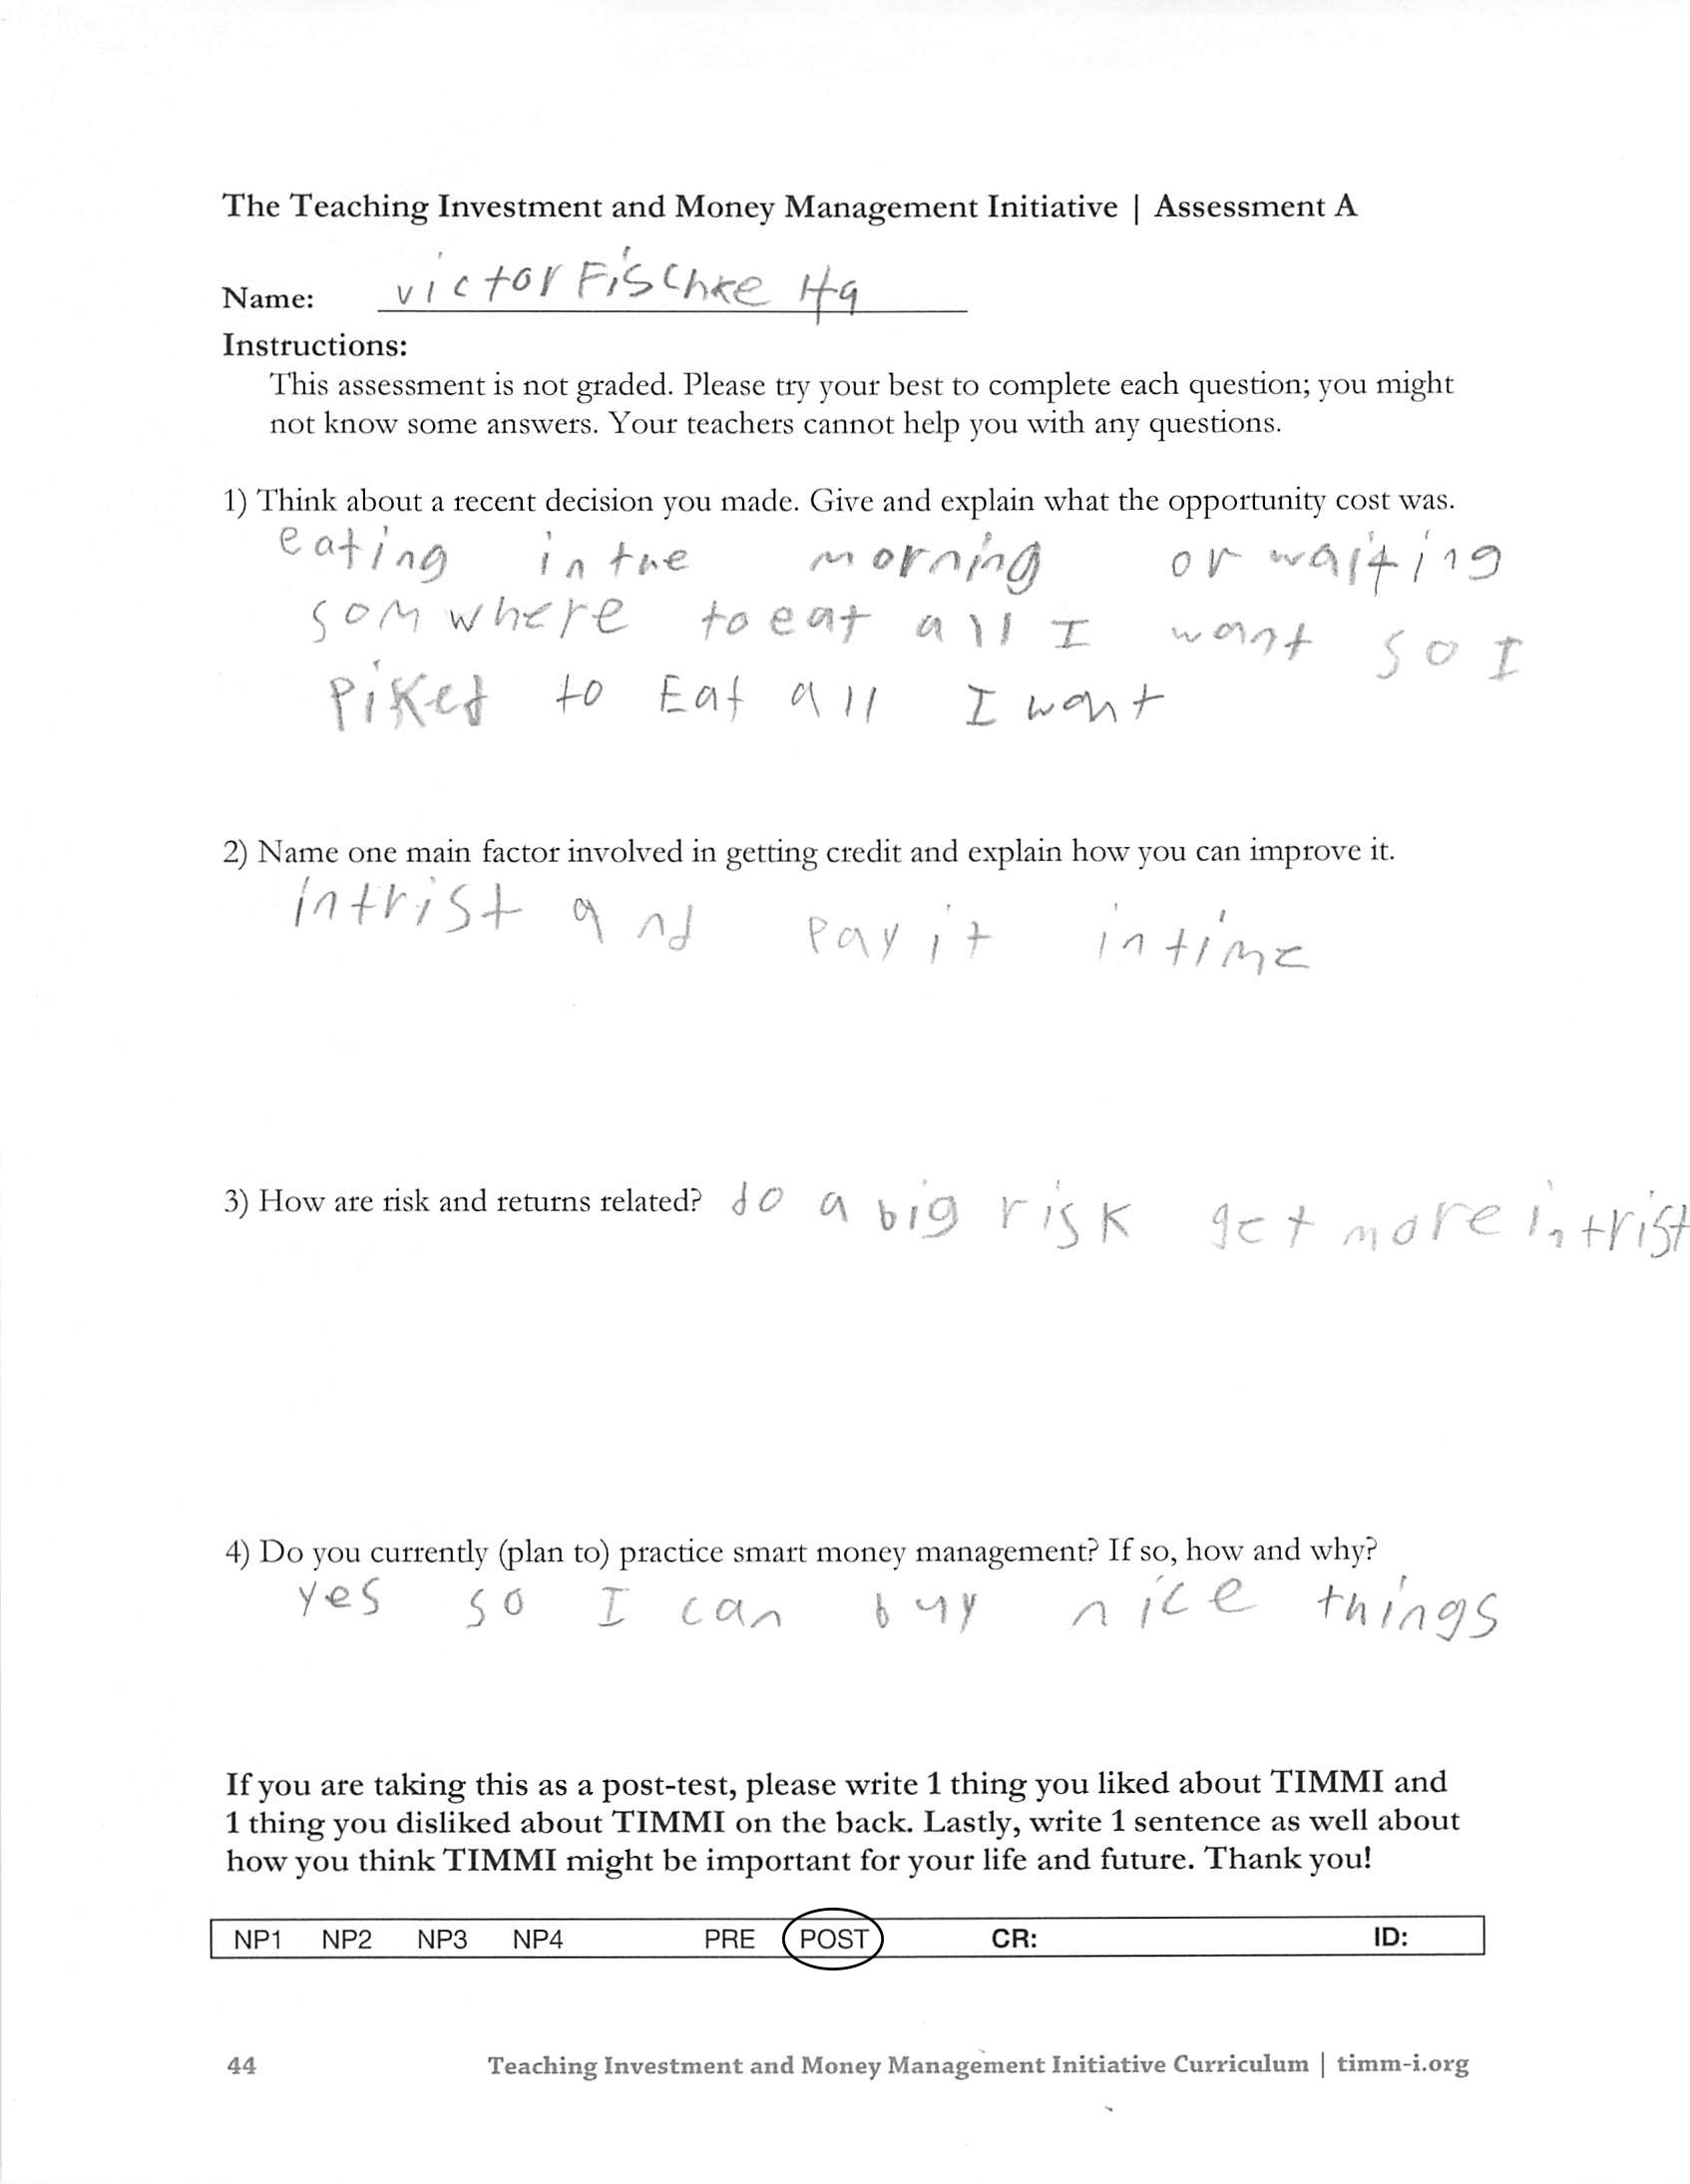 The Teaching Investment and Money Management Initiative | Assessment A
Name: victor Fischke H9
Instructions:
This assessment is not graded. Please try your best to complete each question; you might
not know some answers. Your teachers cannot help you with any questions.
1) Think about a recent decision you made. Give and explain what the opportunity cost was.
eating in the morning or waiting
som where to eat all I want so I
piked to Eat all I want
2) Name one main factor involved in getting credit and explain how you can improve it.
intrist and pay it in time
3) How are risk and returns related? do a big risk get more intrist
4) Do you currently (plan to) practice smart money management? If so, how and why?
yes so I can buy nice things
If you are taking this as a post-test, please write 1 thing you liked about TIMMI and
1 thing you disliked about TIMMI on the back. Lastly, write 1 sentence as well about
how you think TIMMI might be important for your life and future. Thank you!
NP1 NP2 NP3 NP4 PRE POST CR: ID:
44 Teaching Investment and Money Management Initiative Curriculum | timm-i.org